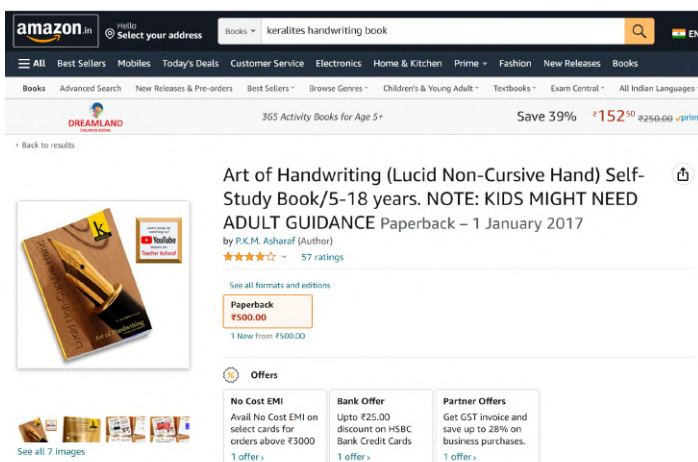 amazon.in
Hello
Select your address
Books
keralites handwriting book
EN
All Best Sellers Mobiles Today's Deals Customer Service Electronics Home & Kitchen Prime Fashion New Releases Books
Books Advanced Search New Releases & Pre-orders Best Sellers Browse Genres Children's & Young Adult Textbooks Exam Central All Indian Languages
DREAMLAND
365 Activity Books for Age 5+
Save 39% ₹152⁵⁰ ₹250.00 prim
‹ Back to results
Art of Handwriting (Lucid Non-Cursive Hand) Self-
Study Book/5-18 years. NOTE: KIDS MIGHT NEED
ADULT GUIDANCE Paperback – 1 January 2017
by P.K.M. Asharaf (Author)
57 ratings
See all formats and editions
Paperback
₹500.00
1 New from ₹500.00
k
YouTube
Teacher Asharaf
Lucid Non-Cursive Hand
Art of Handwriting
See all 7 images
Offers
No Cost EMI
Avail No Cost EMI on
select cards for
orders above ₹3000
1 offer ›
Bank Offer
Upto ₹25.00
discount on HSBC
Bank Credit Cards
1 offer ›
Partner Offers
Get GST invoice and
save up to 28% on
business purchases.
1 offer ›